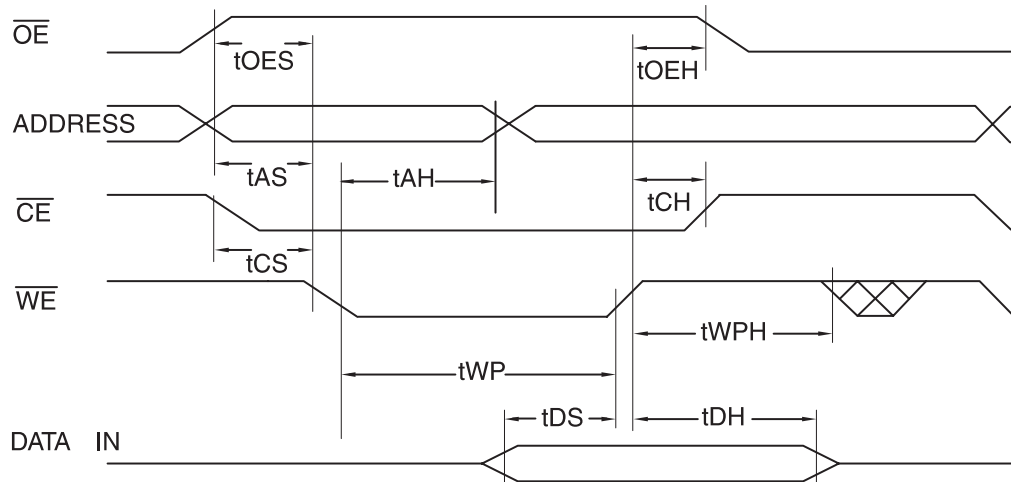 OE
tOES
tOEH
ADDRESS
tAS
tAH
tCH
CE
tCS
WE
tWPH
tWP
tDS
tDH
DATA IN